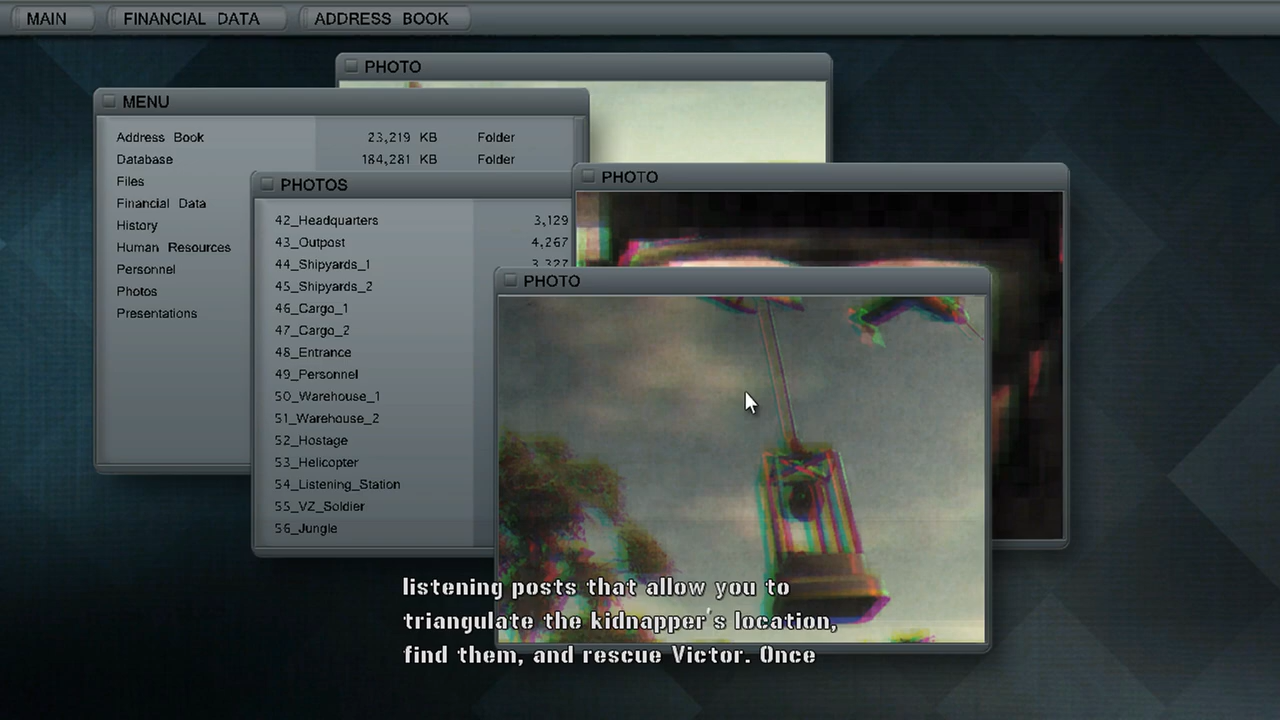 MAIN FINANCIAL DATA ADDRESS BOOK
PHOTO
MENU
Address Book 23,219 KB Folder
Database 184,281 KB Folder
Files
Financial Data
History
Human Resources
Personnel
Photos
Presentations
PHOTOS
42_Headquarters 3,129
43_Outpost 4,267
44_Shipyards_1 3,327
45_Shipyards_2
46_Cargo_1
47_Cargo_2
48_Entrance
49_Personnel
50_Warehouse_1
51_Warehouse_2
52_Hostage
53_Helicopter
54_Listening_Station
55_VZ_Soldier
56_Jungle
PHOTO
PHOTO
listening posts that allow you to
triangulate the kidnapper's location,
find them, and rescue Victor. Once